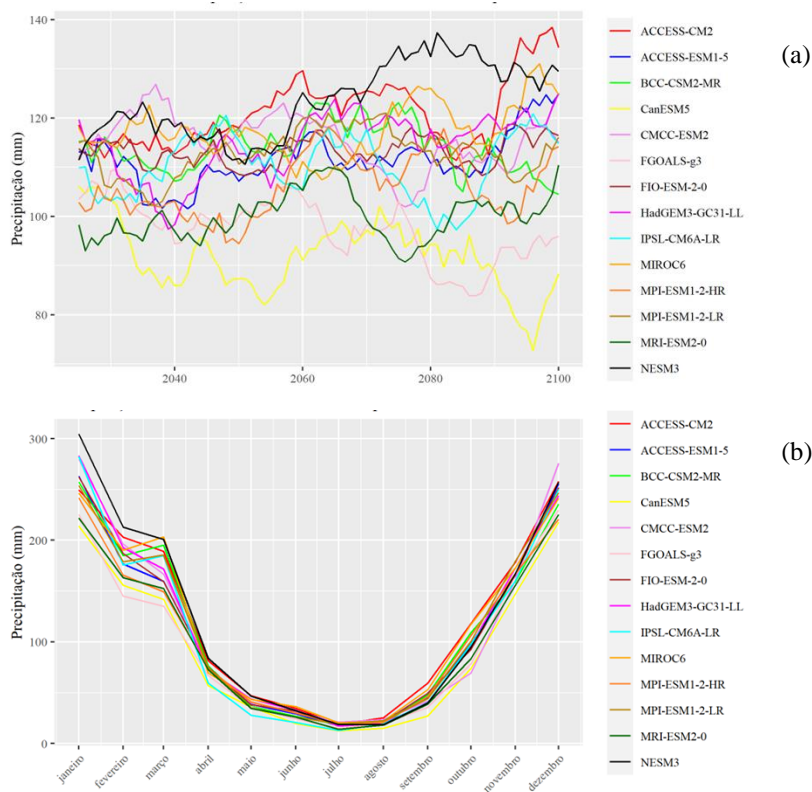 140
120
100
80
Precipitação (mm)
2040
2060
2080
2100
ACCESS-CM2
ACCESS-ESM1-5
BCC-CSM2-MR
CanESM5
CMCC-ESM2
FGOALS-g3
FIO-ESM-2-0
HadGEM3-GC31-LL
IPSL-CM6A-LR
MIROC6
MPI-ESM1-2-HR
MPI-ESM1-2-LR
MRI-ESM2-0
NESM3
(a)
300
200
100
0
Precipitação (mm)
janeiro
fevereiro
março
abril
maio
junho
julho
agosto
setembro
outubro
novembro
dezembro
ACCESS-CM2
ACCESS-ESM1-5
BCC-CSM2-MR
CanESM5
CMCC-ESM2
FGOALS-g3
FIO-ESM-2-0
HadGEM3-GC31-LL
IPSL-CM6A-LR
MIROC6
MPI-ESM1-2-HR
MPI-ESM1-2-LR
MRI-ESM2-0
NESM3
(b)